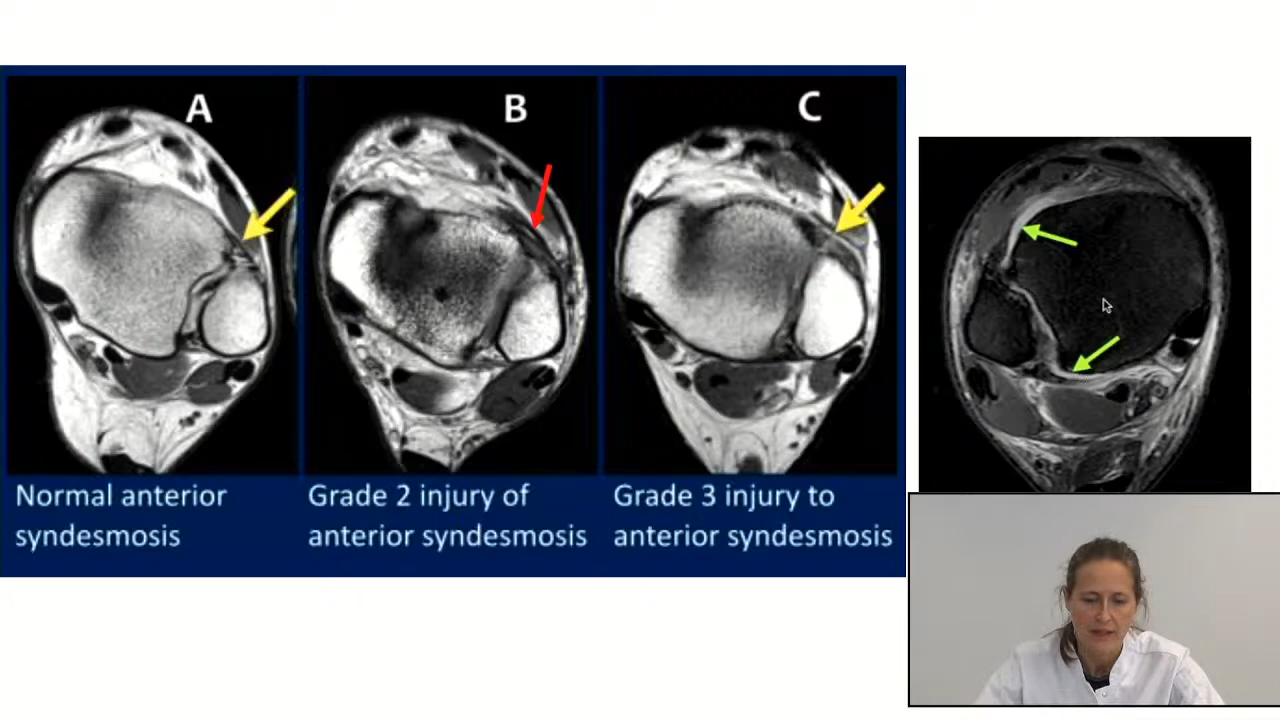 A
B
C
Normal anterior
syndesmosis
Grade 2 injury of
anterior syndesmosis
Grade 3 injury to
anterior syndesmosis